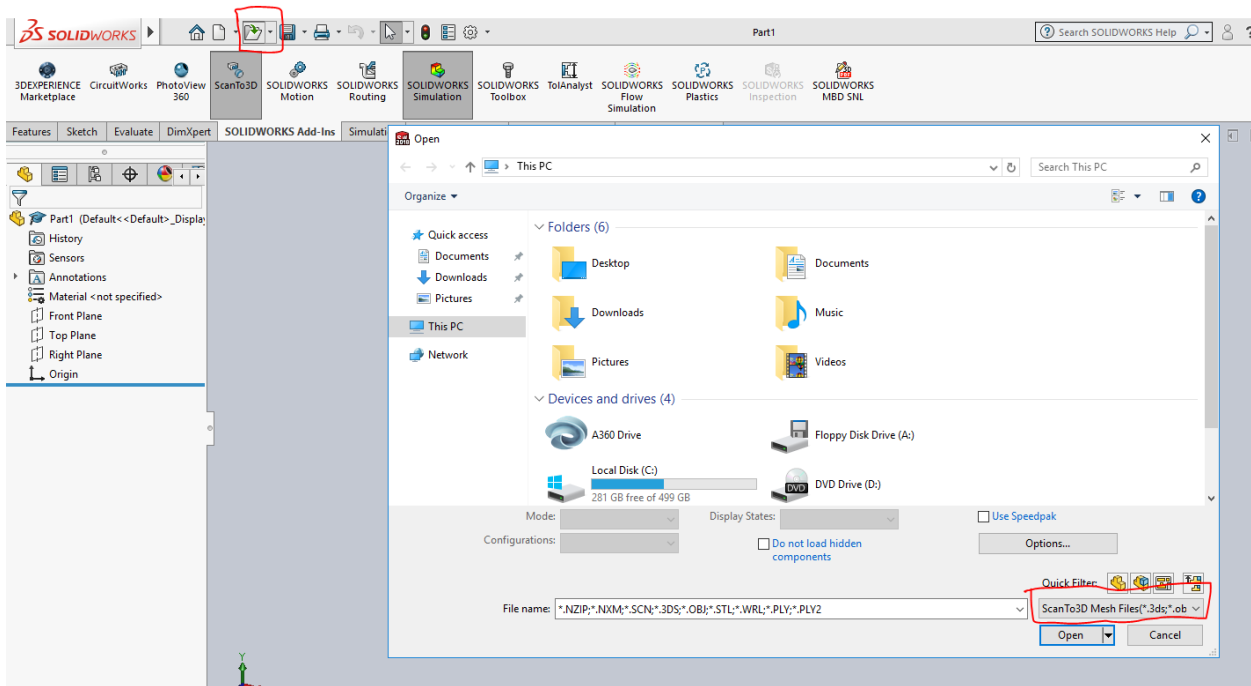 SOLIDWORKS
Part1
Search SOLIDWORKS Help
3DEXPERIENCE
Marketplace
CircuitWorks
PhotoView
360
ScanTo3D
SOLIDWORKS
Motion
SOLIDWORKS
Routing
SOLIDWORKS
Simulation
SOLIDWORKS
Toolbox
TolAnalyst
SOLIDWORKS
Flow
Simulation
SOLIDWORKS
Plastics
SOLIDWORKS
Inspection
SOLIDWORKS
MBD SNL
Features
Sketch
Evaluate
DimXpert
SOLIDWORKS Add-Ins
Simulati
Part1 (Default<<Default>_Display
History
Sensors
Annotations
Material <not specified>
Front Plane
Top Plane
Right Plane
Origin
Y
Open
This PC
Search This PC
Organize
Quick access
Documents
Downloads
Pictures
This PC
Network
Folders (6)
Desktop
Documents
Downloads
Music
Pictures
Videos
Devices and drives (4)
A360 Drive
Floppy Disk Drive (A:)
Local Disk (C:)
281 GB free of 499 GB
DVD
DVD Drive (D:)
Mode:
Display States:
Use Speedpak
Configurations:
Do not load hidden
components
Options...
Quick Filter:
File name:
*.NZIP;*.NXM;*.SCN;*.3DS;*.OBJ;*.STL;*.WRL;*.PLY;*.PLY2
ScanTo3D Mesh Files(*.3ds;*.ob
Open
Cancel